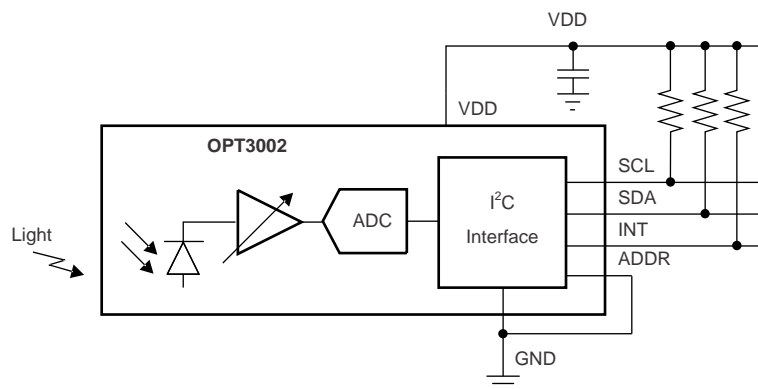 VDD
VDD
OPT3002
SCL
SDA
INT
ADDR
I²C
Interface
ADC
Light
GND